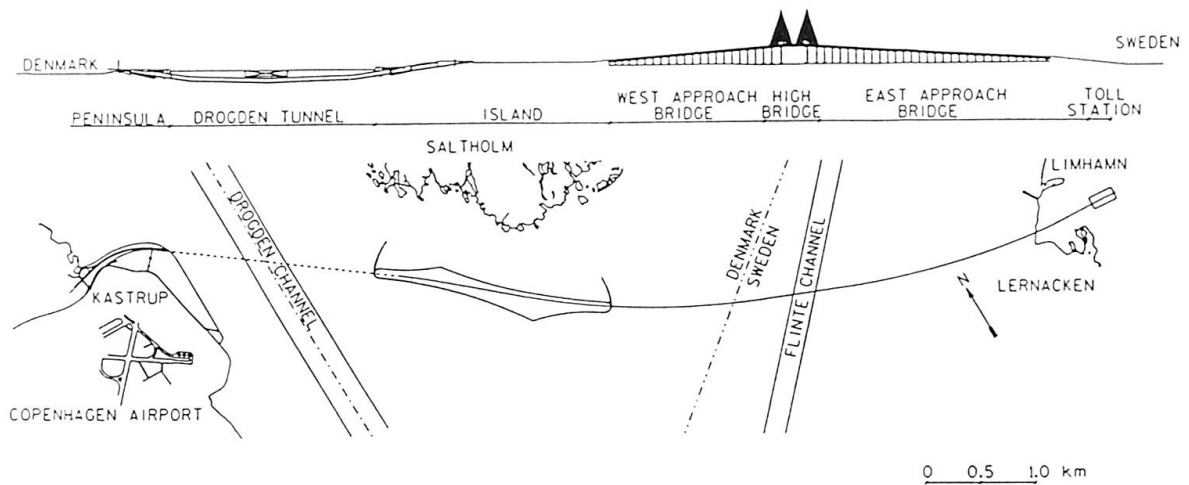 DENMARK
SWEDEN
PENINSULA
DROGDEN TUNNEL
ISLAND
WEST APPROACH
BRIDGE
HIGH
BRIDGE
EAST APPROACH
BRIDGE
TOLL
STATION
SALTHOLM
LIMHAMN
DROGDEN CHANNEL
DENMARK
SWEDEN
FLINTE CHANNEL
N
KASTRUP
LERNACKEN
COPENHAGEN AIRPORT
0 0.5 1.0 km